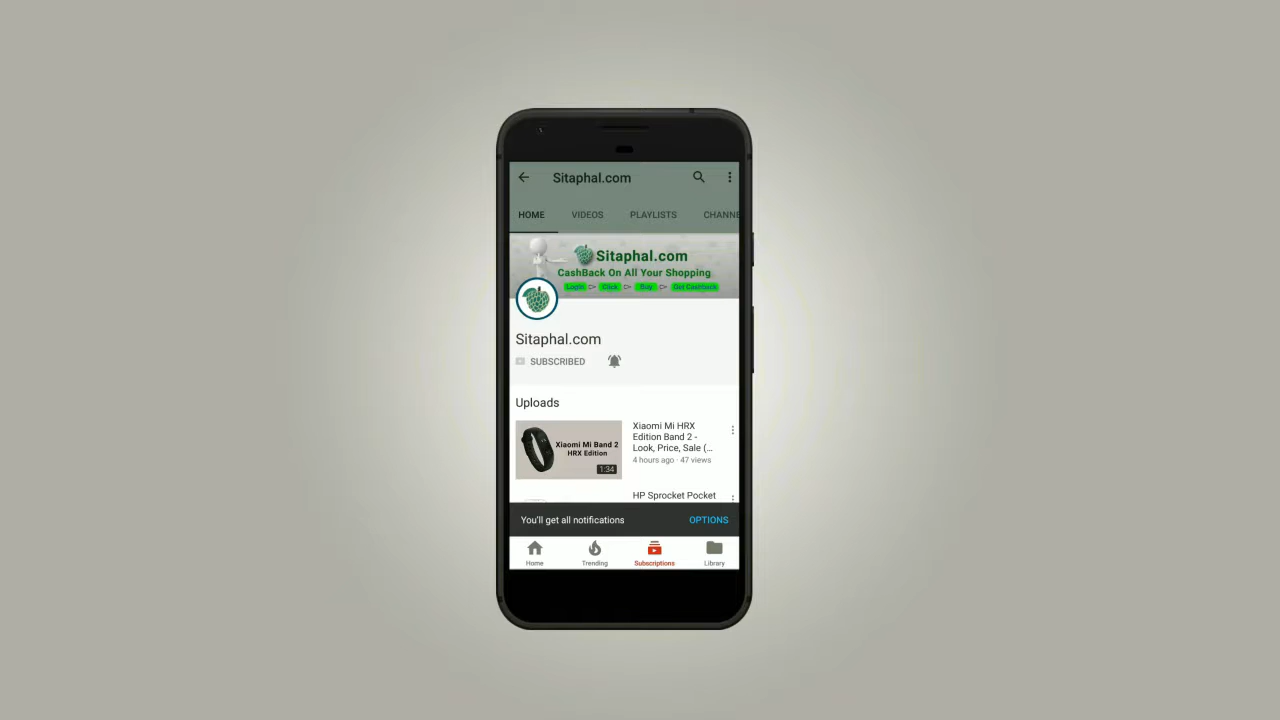 Sitaphal.com
HOME VIDEOS PLAYLISTS CHANNE
Sitaphal.com
CashBack On All Your Shopping
Login Click Buy Get Cashback
Sitaphal.com
SUBSCRIBED
Uploads
Xiaomi Mi Band 2
HRX Edition
1:34
Xiaomi Mi HRX
Edition Band 2 -
Look, Price, Sale (...
4 hours ago · 47 views
HP Sprocket Pocket
You'll get all notifications OPTIONS
Home Trending Subscriptions Library